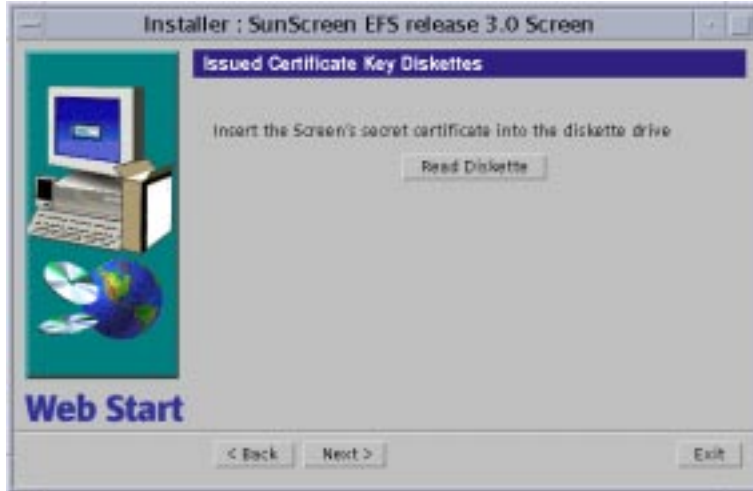 Installer : SunScreen EFS release 3.0 Screen
Issued Certificate Key Diskettes
Insert the Screen's secret certificate into the diskette drive
Read Diskette
Web Start
< Back Next > Exit